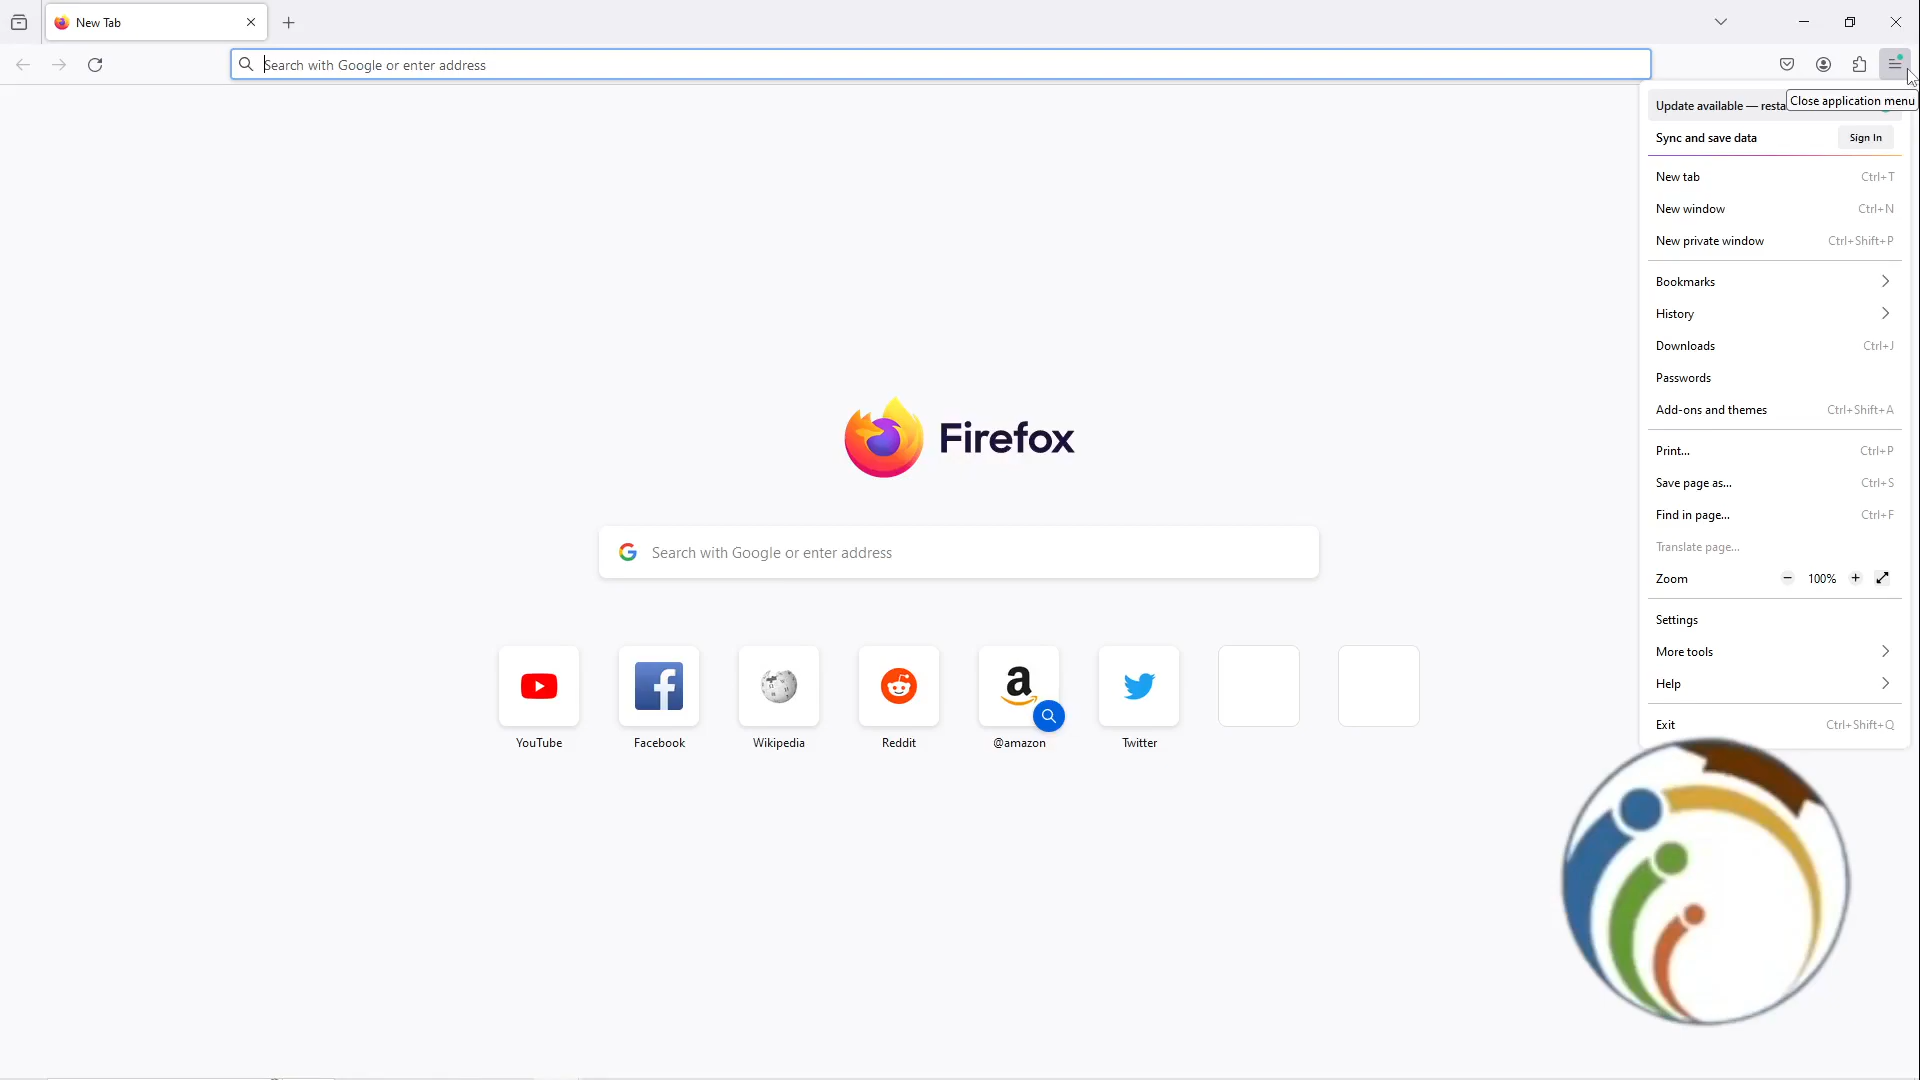 New Tab
Search with Google or enter address
Close application menu
Update available — resta
Sync and save data Sign In
New tab Ctrl+T
New window Ctrl+N
New private window Ctrl+Shift+P
Bookmarks
History
Downloads Ctrl+J
Passwords
Add-ons and themes Ctrl+Shift+A
Print... Ctrl+P
Save page as... Ctrl+S
Find in page... Ctrl+F
Translate page...
Zoom − 100% +
Settings
More tools
Help
Exit Ctrl+Shift+Q
Firefox
Search with Google or enter address
YouTube Facebook Wikipedia Reddit @amazon Twitter